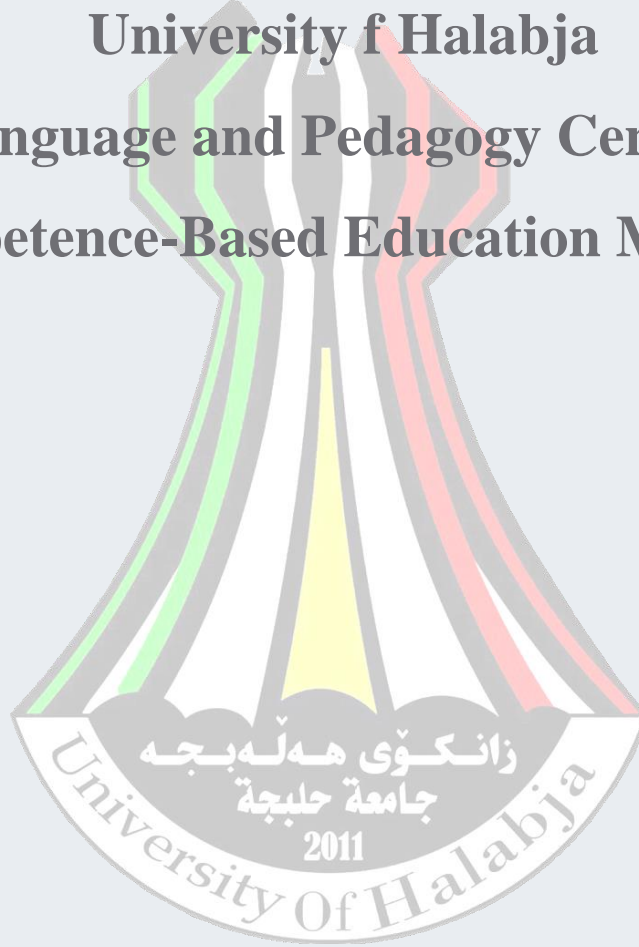 University f Halabja
nguage and Pedagogy Cen
petence-Based Education M
زانکۆی هەڵەبجە
جامعة حلبجة
2011
University Of Halabja